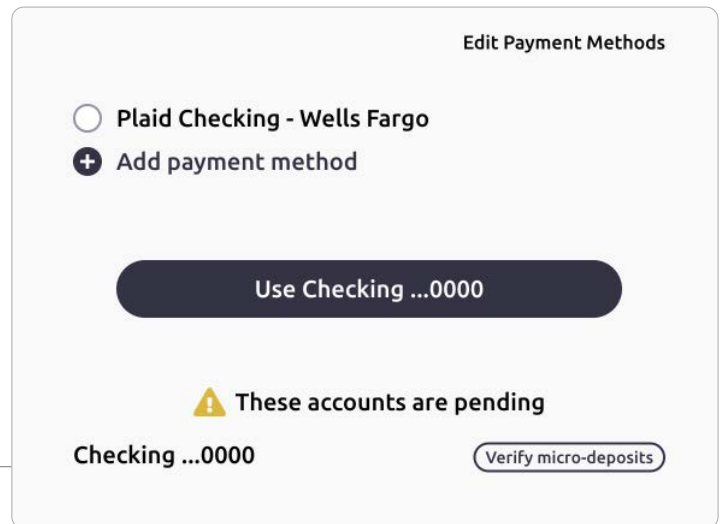 Edit Payment Methods
Plaid Checking - Wells Fargo
Add payment method
Use Checking ...0000
These accounts are pending
Checking ...0000 Verify micro-deposits